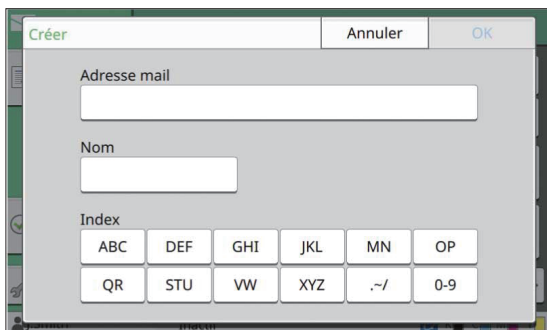 Créer Annuler OK
Adresse mail
Nom
Index
ABC DEF GHI JKL MN OP
QR STU VW XYZ .~/ 0-9